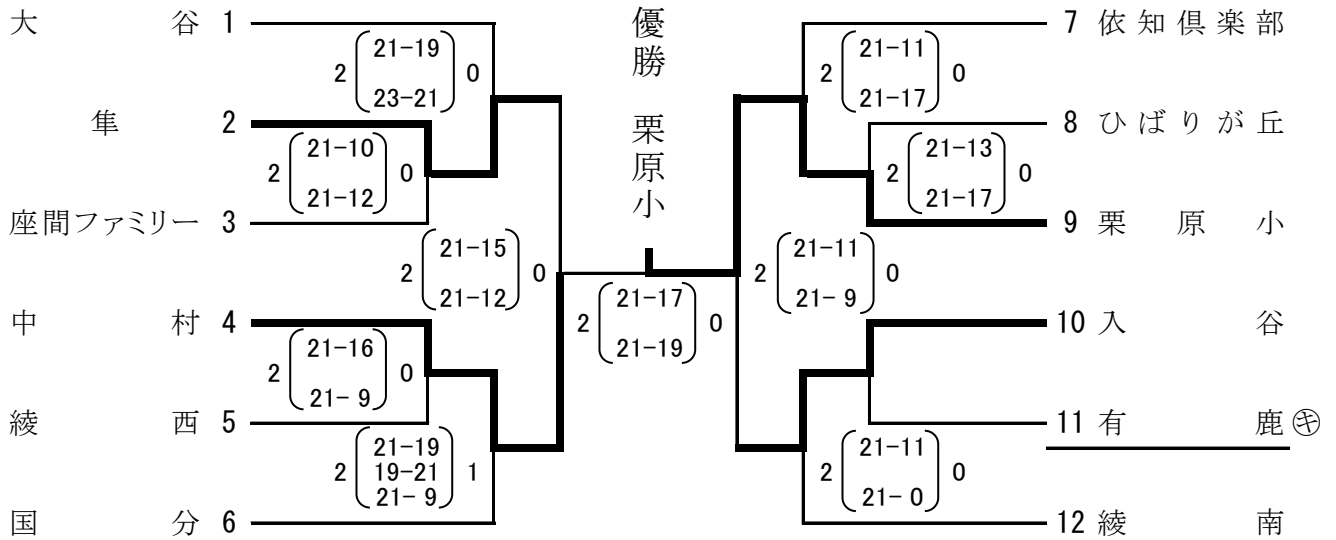 大谷 1
2 21-19 23-21 0
隼 2
2 21-10 21-12 0
座間ファミリー 3
2 21-15 21-12 0
中村 4
2 21-16 21- 9 0
綾西 5
2 21-19 19-21 21- 9 1
国分 6
優勝 栗原小
2 21-17 21-19 0
7 依知倶楽部
2 21-11 21-17 0
8 ひばりが丘
2 21-13 21-17 0
9 栗原小
2 21-11 21- 9 0
10 入谷
11 有鹿 ㋖
2 21-11 21- 0 0
12 綾南